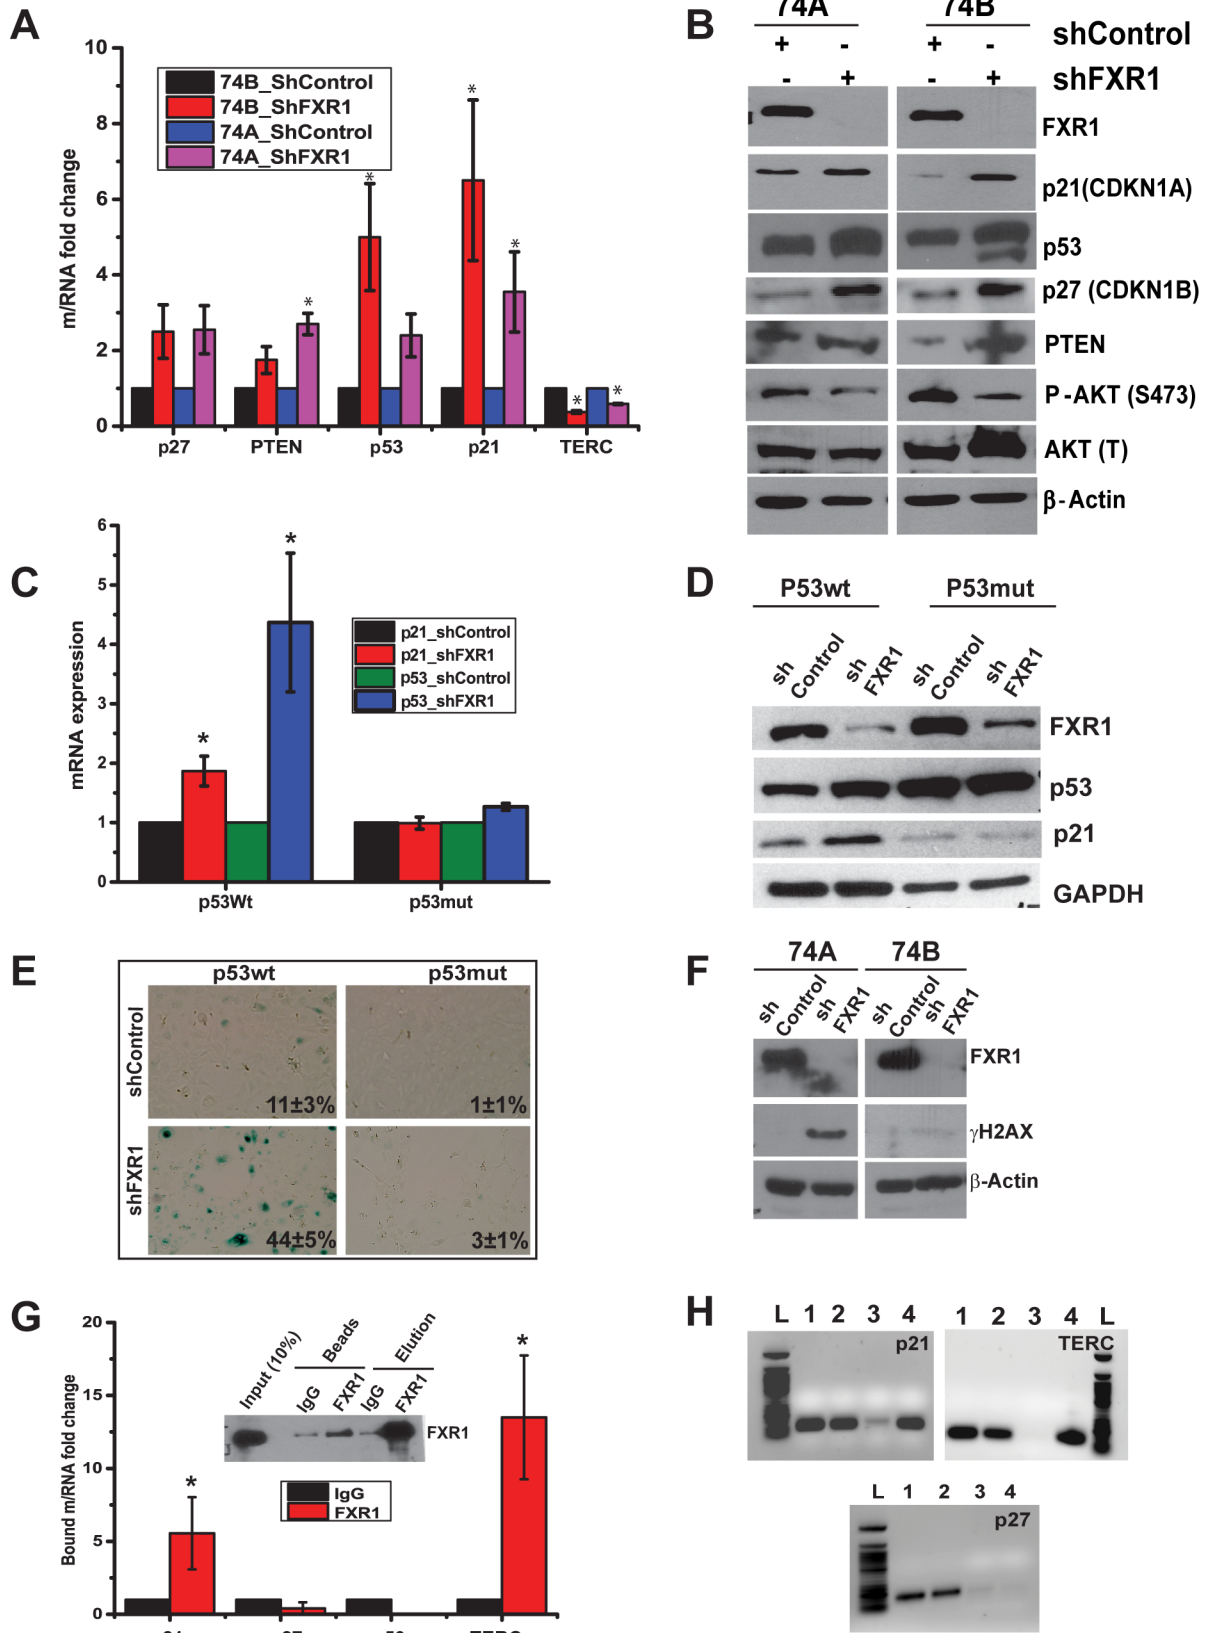 A
10
8
6
4
2
0
m/RNA fold change
74B_ShControl
74B_ShFXR1
74A_ShControl
74A_ShFXR1
* * * * * *
p27 PTEN p53 p21 TERC
B
74A 74B
+ - + - shControl
- + - + shFXR1
FXR1
p21(CDKN1A)
p53
p27 (CDKN1B)
PTEN
P-AKT (S473)
AKT (T)
β-Actin
C
6
5
4
3
2
1
0
mRNA expression
p21_shControl
p21_shFXR1
p53_shControl
p53_shFXR1
* *
p53Wt p53mut
D
P53wt P53mut
sh Control sh FXR1 sh Control sh FXR1
FXR1
p53
p21
GAPDH
E
p53wt p53mut
shControl
11±3% 1±1%
shFXR1
44±5% 3±1%
F
74A 74B
sh Control sh FXR1 sh Control sh FXR1
FXR1
γH2AX
β-Actin
G
20
15
10
5
0
Bound m/RNA fold change
Input (10%) Beads Elution
IgG FXR1 IgG FXR1
FXR1
IgG
FXR1
* *
TERC
H
L 1 2 3 4
p21
1 2 3 4 L
TERC
L 1 2 3 4
p27